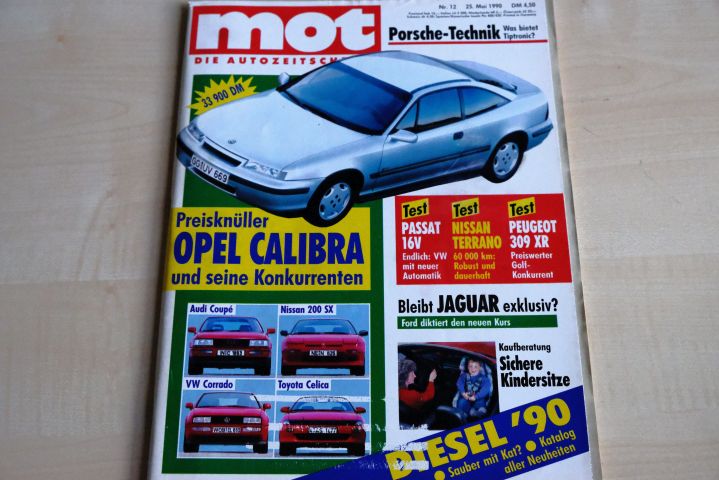 Nr. 12 25. Mai 1990 DM 4,50
mot
DIE AUTOZEITSCH
Porsche-Technik Was bietet Tiptronic?
33 900 DM
GG UV 669
Preisknüller
OPEL CALIBRA
und seine Konkurrenten
Test
PASSAT
16V
Endlich: VW
mit neuer
Automatik
Test
NISSAN
TERRANO
60 000 km:
Robust und
dauerhaft
Test
PEUGEOT
309 XR
Preiswerter
Golf-
Konkurrent
Audi Coupé
Nissan 200 SX
VW Corrado
Toyota Celica
Bleibt JAGUAR exklusiv?
Ford diktiert den neuen Kurs
Kaufberatung
Sichere
Kindersitze
DIESEL '90
• Sauber mit Kat? • Katalog
aller Neuheiten